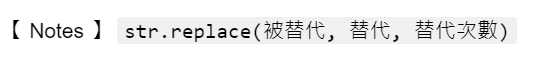 【 Notes 】 str.replace(被替代, 替代, 替代次數)